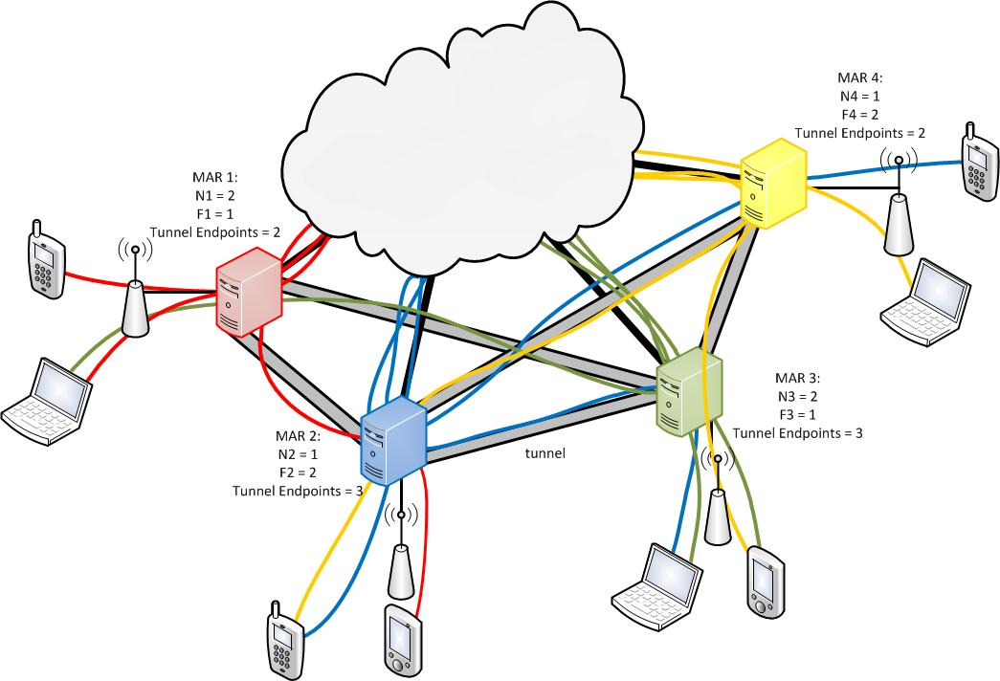 MAR 4:
N4 = 1
F4 = 2
Tunnel Endpoints = 2
MAR 1:
N1 = 2
F1 = 1
Tunnel Endpoints = 2
MAR 3:
N3 = 2
F3 = 1
Tunnel Endpoints = 3
MAR 2:
N2 = 1
F2 = 2
Tunnel Endpoints = 3
tunnel